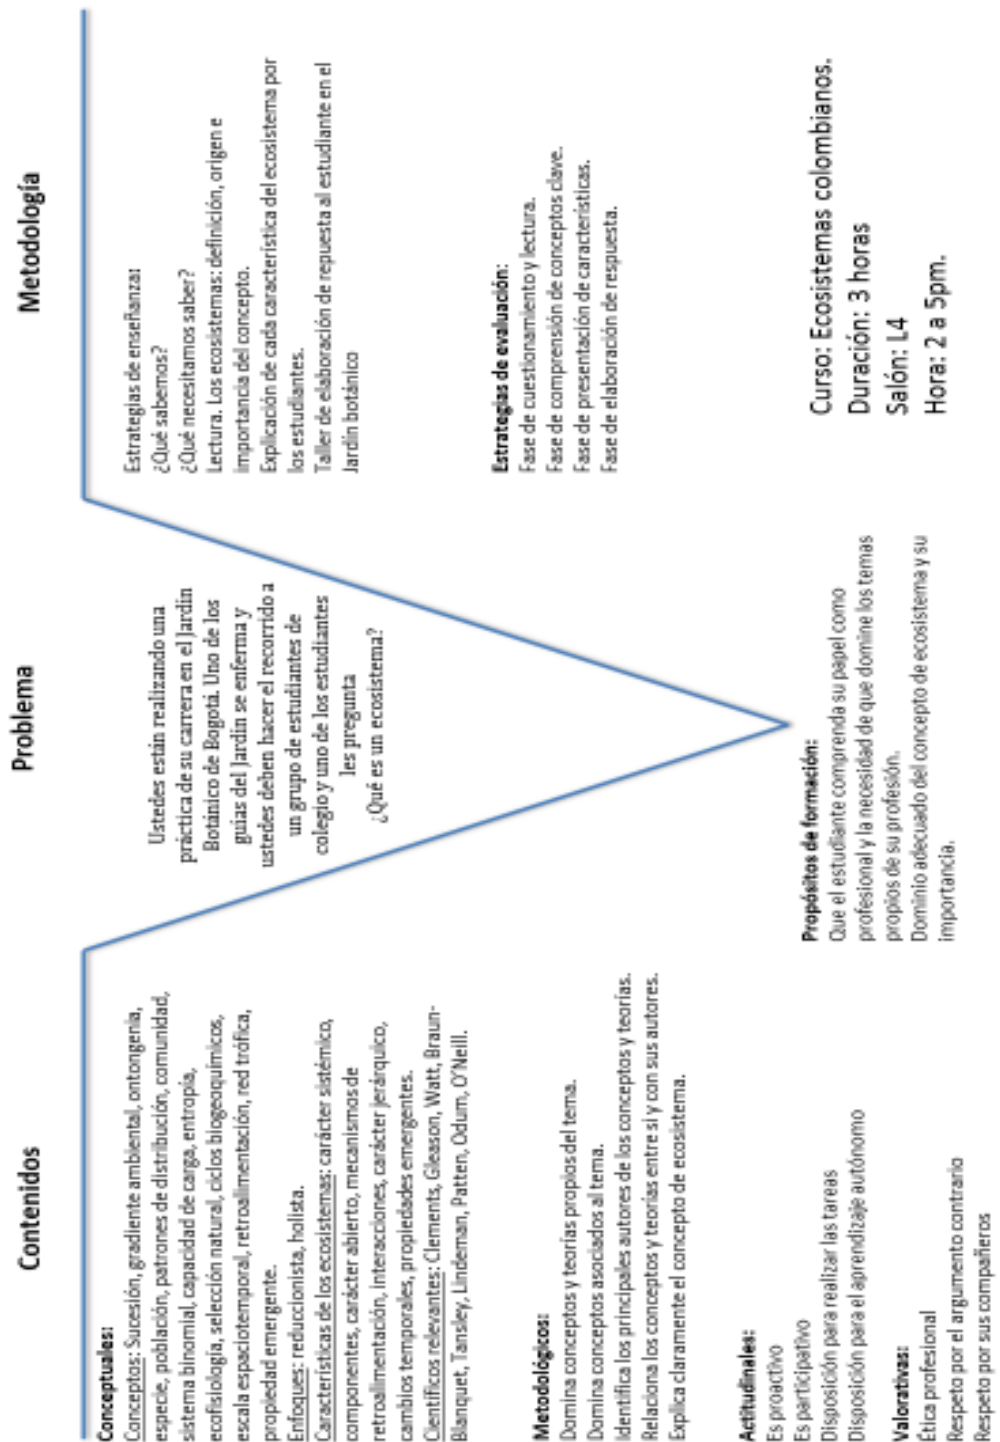 Contenidos
Conceptuales:
Conceptos: Sucesión, gradiente ambiental, ontongenia,
especie, población, patrones de distribución, comunidad,
sistema binomial, capacidad de carga, entropía,
ecofisiología, selección natural, ciclos biogeoquímicos,
escala espaciotemporal, retroalimentación, red trófica,
propiedad emergente.
Enfoques: reduccionista, holista.
Características de los ecosistemas: carácter sistémico,
componentes, carácter abierto, mecanismos de
retroalimentación, interacciones, carácter jerárquico,
cambios temporales, propiedades emergentes.
Científicos relevantes: Clements, Gleason, Watt, Braun-
Blanquet, Tansley, Lindeman, Patten, Odum, O'Neill.
Metodológicos:
Domina conceptos y teorías propios del tema.
Domina conceptos asociados al tema.
Identifica los principales autores de los conceptos y teorías.
Relaciona los conceptos y teorías entre si y con sus autores.
Explica claramente el concepto de ecosistema.
Actitudinales:
Es proactivo
Es participativo
Disposición para realizar las tareas
Disposición para el aprendizaje autónomo
Valorativas:
Ética profesional
Respeto por el argumento contrario
Respeto por sus compañeros
Problema
Ustedes están realizando una
práctica de su carrera en el Jardín
Botánico de Bogotá. Uno de los
guías del Jardín se enferma y
ustedes deben hacer el recorrido a
un grupo de estudiantes de
colegio y uno de los estudiantes
les pregunta
¿Qué es un ecosistema?
Propósitos de formación:
Que el estudiante comprenda su papel como
profesional y la necesidad de que domine los temas
propios de su profesión.
Dominio adecuado del concepto de ecosistema y su
importancia.
Metodología
Estrategias de enseñanza:
¿Qué sabemos?
¿Qué necesitamos saber?
Lectura. Los ecosistemas: definición, origen e
importancia del concepto.
Explicación de cada característica del ecosistema por
los estudiantes.
Taller de elaboración de repuesta al estudiante en el
Jardín botánico
Estrategias de evaluación:
Fase de cuestionamiento y lectura.
Fase de comprensión de conceptos clave.
Fase de presentación de características.
Fase de elaboración de respuesta.
Curso: Ecosistemas colombianos.
Duración: 3 horas
Salón: L4
Hora: 2 a 5pm.